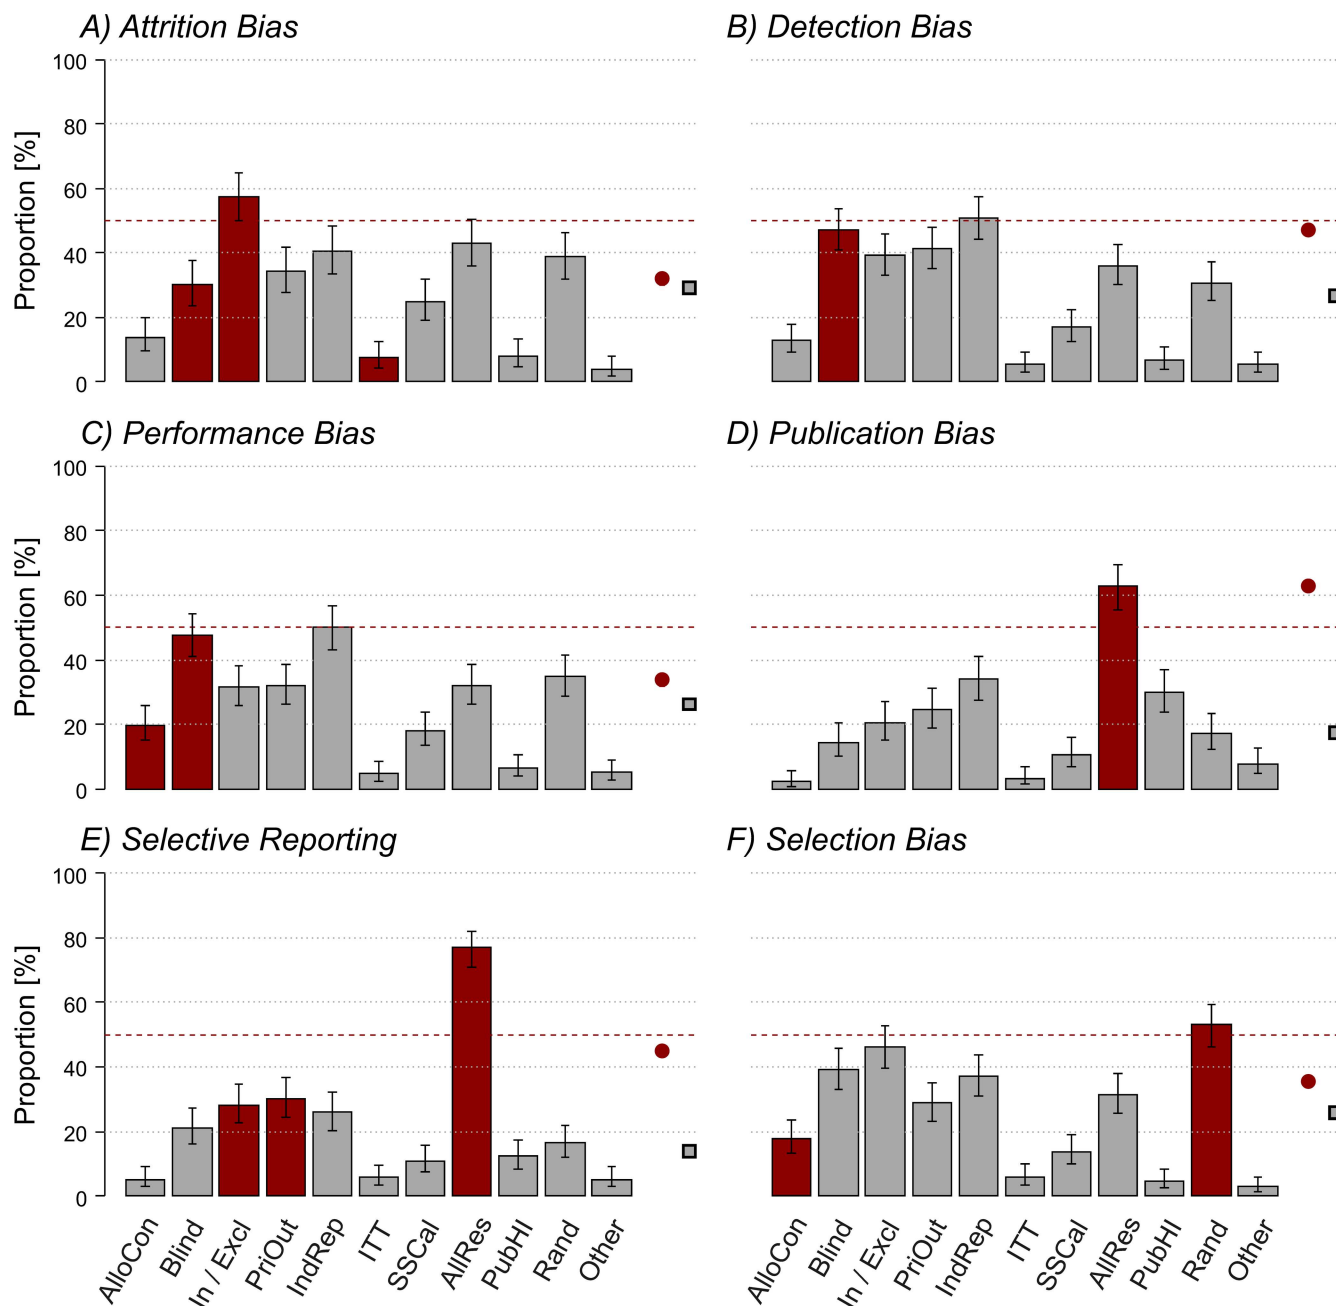 A) Attrition Bias
B) Detection Bias
Proportion [%]
100
80
60
40
20
0
C) Performance Bias
D) Publication Bias
Proportion [%]
100
80
60
40
20
0
E) Selective Reporting
F) Selection Bias
Proportion [%]
100
80
60
40
20
0
AlloCon
Blind
In / Excl
PriOut
IndRep
ITT
SSCal
AllRes
PubHI
Rand
Other
AlloCon
Blind
In / Excl
PriOut
IndRep
ITT
SSCal
AllRes
PubHI
Rand
Other